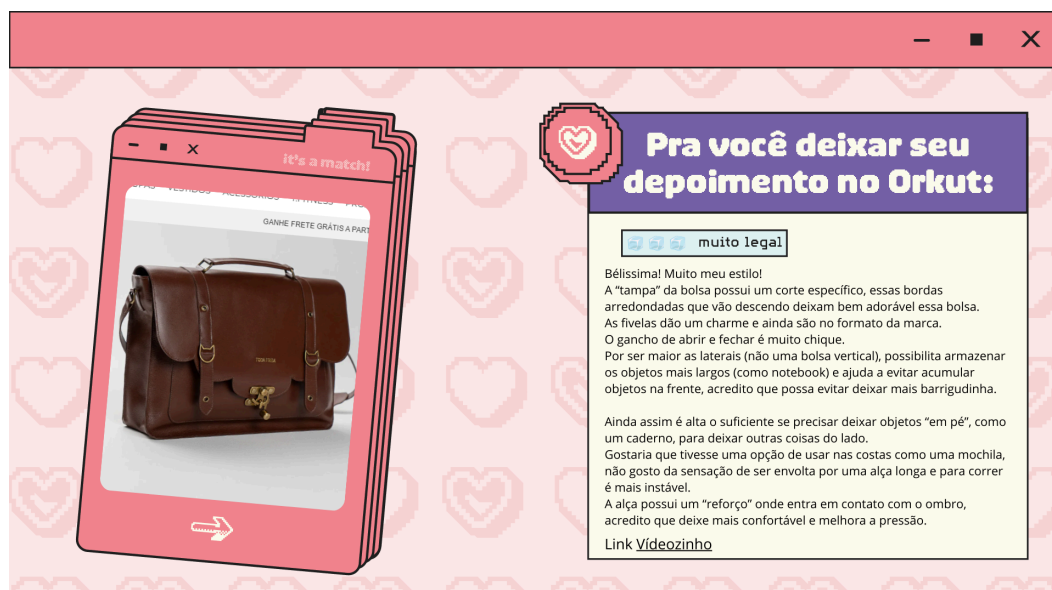 it's a match!
VESTIDOS ACESSÓRIOS FITNESS
GANHE FRETE GRÁTIS A PART
Pra você deixar seu
depoimento no Orkut:
muito legal
Bélissima! Muito meu estilo!
A “tampa” da bolsa possui um corte específico, essas bordas
arredondadas que vão descendo deixam bem adorável essa bolsa.
As fivelas dão um charme e ainda são no formato da marca.
O gancho de abrir e fechar é muito chique.
Por ser maior as laterais (não uma bolsa vertical), possibilita armazenar
os objetos mais largos (como notebook) e ajuda a evitar acumular
objetos na frente, acredito que possa evitar deixar mais barrigudinha.
Ainda assim é alta o suficiente se precisar deixar objetos “em pé”, como
um caderno, para deixar outras coisas do lado.
Gostaria que tivesse uma opção de usar nas costas como uma mochila,
não gosto da sensação de ser envolta por uma alça longa e para correr
é mais instável.
A alça possui um “reforço” onde entra em contato com o ombro,
acredito que deixe mais confortável e melhora a pressão.
Link Vídeozinho